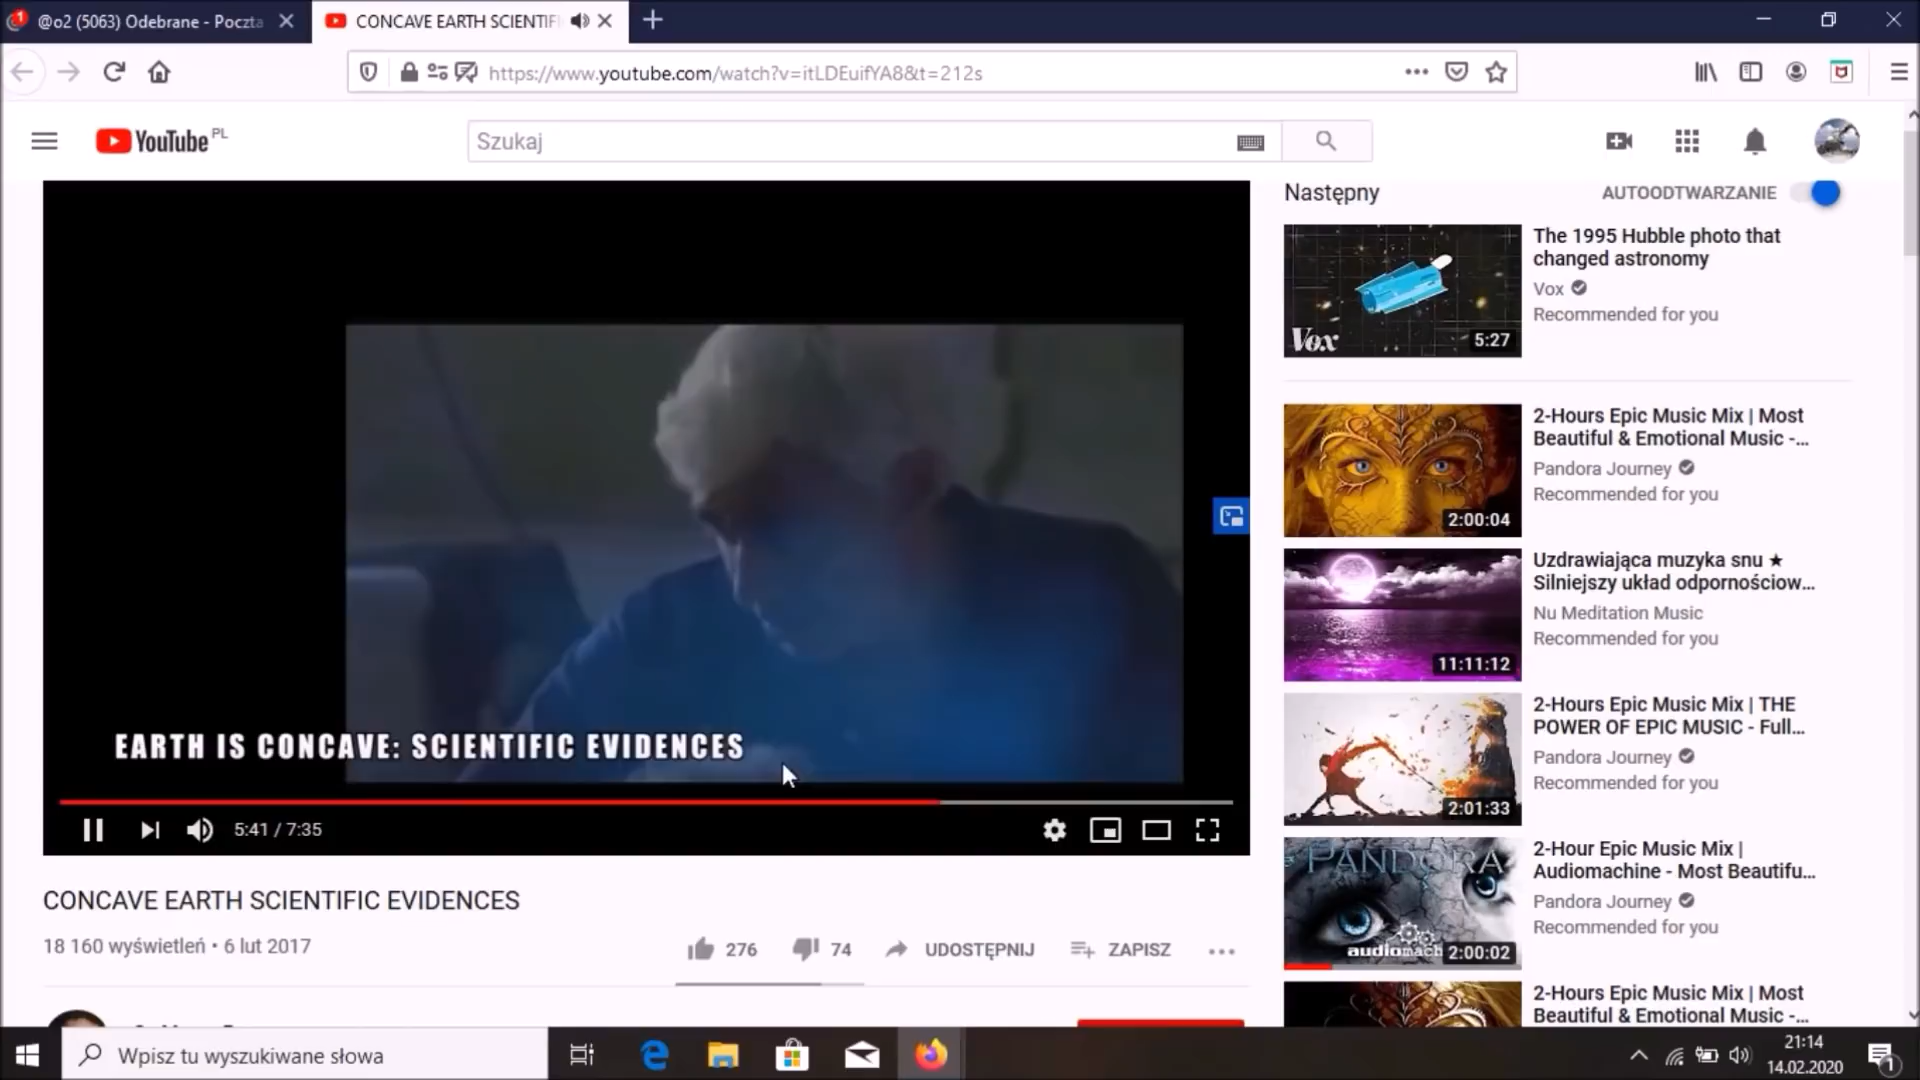 @o2 (5063) Odebrane - Poczta
CONCAVE EARTH SCIENTIFI
https://www.youtube.com/watch?v=itLDEuifYA8&t=212s
YouTube PL
Szukaj
Następny
AUTOODTWARZANIE
The 1995 Hubble photo that
changed astronomy
Vox
Recommended for you
Vox
5:27
2-Hours Epic Music Mix | Most
Beautiful & Emotional Music -...
Pandora Journey
Recommended for you
2:00:04
Uzdrawiająca muzyka snu ★
Silniejszy układ odpornościow...
Nu Meditation Music
Recommended for you
11:11:12
2-Hours Epic Music Mix | THE
POWER OF EPIC MUSIC - Full...
Pandora Journey
Recommended for you
2:01:33
2-Hour Epic Music Mix |
Audiomachine - Most Beautifu...
Pandora Journey
Recommended for you
PANDORA
audiomach
2:00:02
2-Hours Epic Music Mix | Most
Beautiful & Emotional Music -...
EARTH IS CONCAVE: SCIENTIFIC EVIDENCES
5:41 / 7:35
CONCAVE EARTH SCIENTIFIC EVIDENCES
18 160 wyświetleń • 6 lut 2017
276
74
UDOSTĘPNIJ
ZAPISZ
Wpisz tu wyszukiwane słowa
21:14
14.02.2020
1